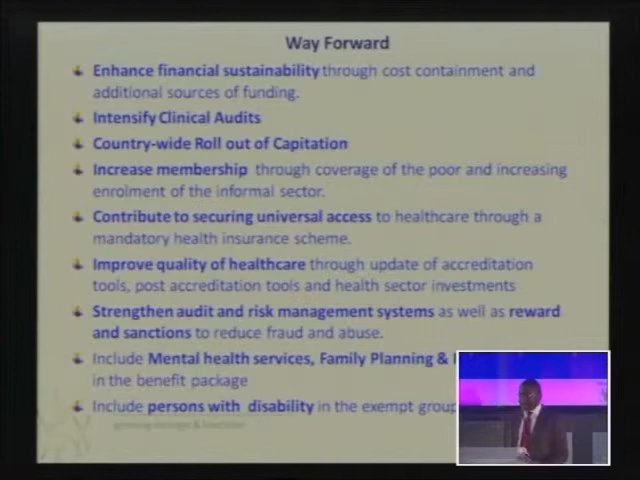 Way Forward
Enhance financial sustainability through cost containment and
additional sources of funding.
Intensify Clinical Audits
Country-wide Roll out of Capitation
Increase membership through coverage of the poor and increasing
enrolment of the informal sector.
Contribute to securing universal access to healthcare through a
mandatory health insurance scheme.
Improve quality of healthcare through update of accreditation
tools, post accreditation tools and health sector investments
Strengthen audit and risk management systems as well as reward
and sanctions to reduce fraud and abuse.
Include Mental health services, Family Planning &
in the benefit package
Include persons with disability in the exempt group